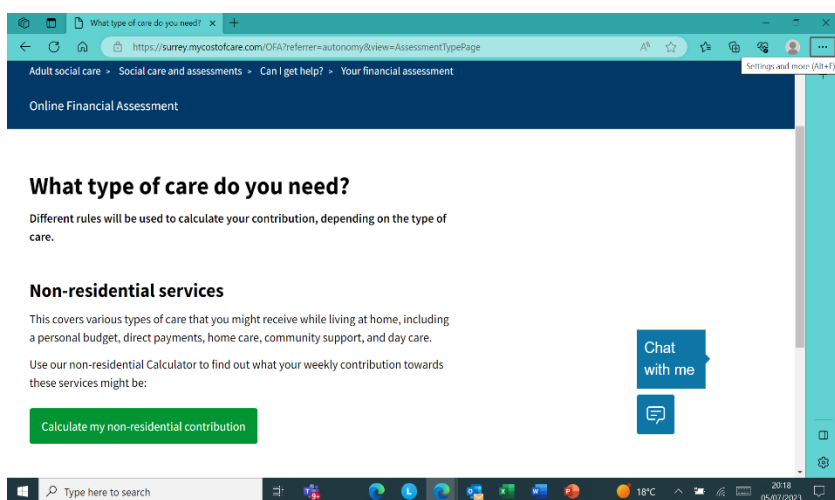 What type of care do you need?
https://surrey.mycostofcare.com/OFA?referrer=autonomy&view=AssessmentTypePage
Settings and more (Alt+F)
Adult social care > Social care and assessments > Can I get help? > Your financial assessment
Online Financial Assessment
What type of care do you need?
Different rules will be used to calculate your contribution, depending on the type of
care.
Non-residential services
This covers various types of care that you might receive while living at home, including
a personal budget, direct payments, home care, community support, and day care.
Use our non-residential Calculator to find out what your weekly contribution towards
these services might be:
Chat
with me
Calculate my non-residential contribution
Type here to search
9+
18°C
20:18
05/07/2023